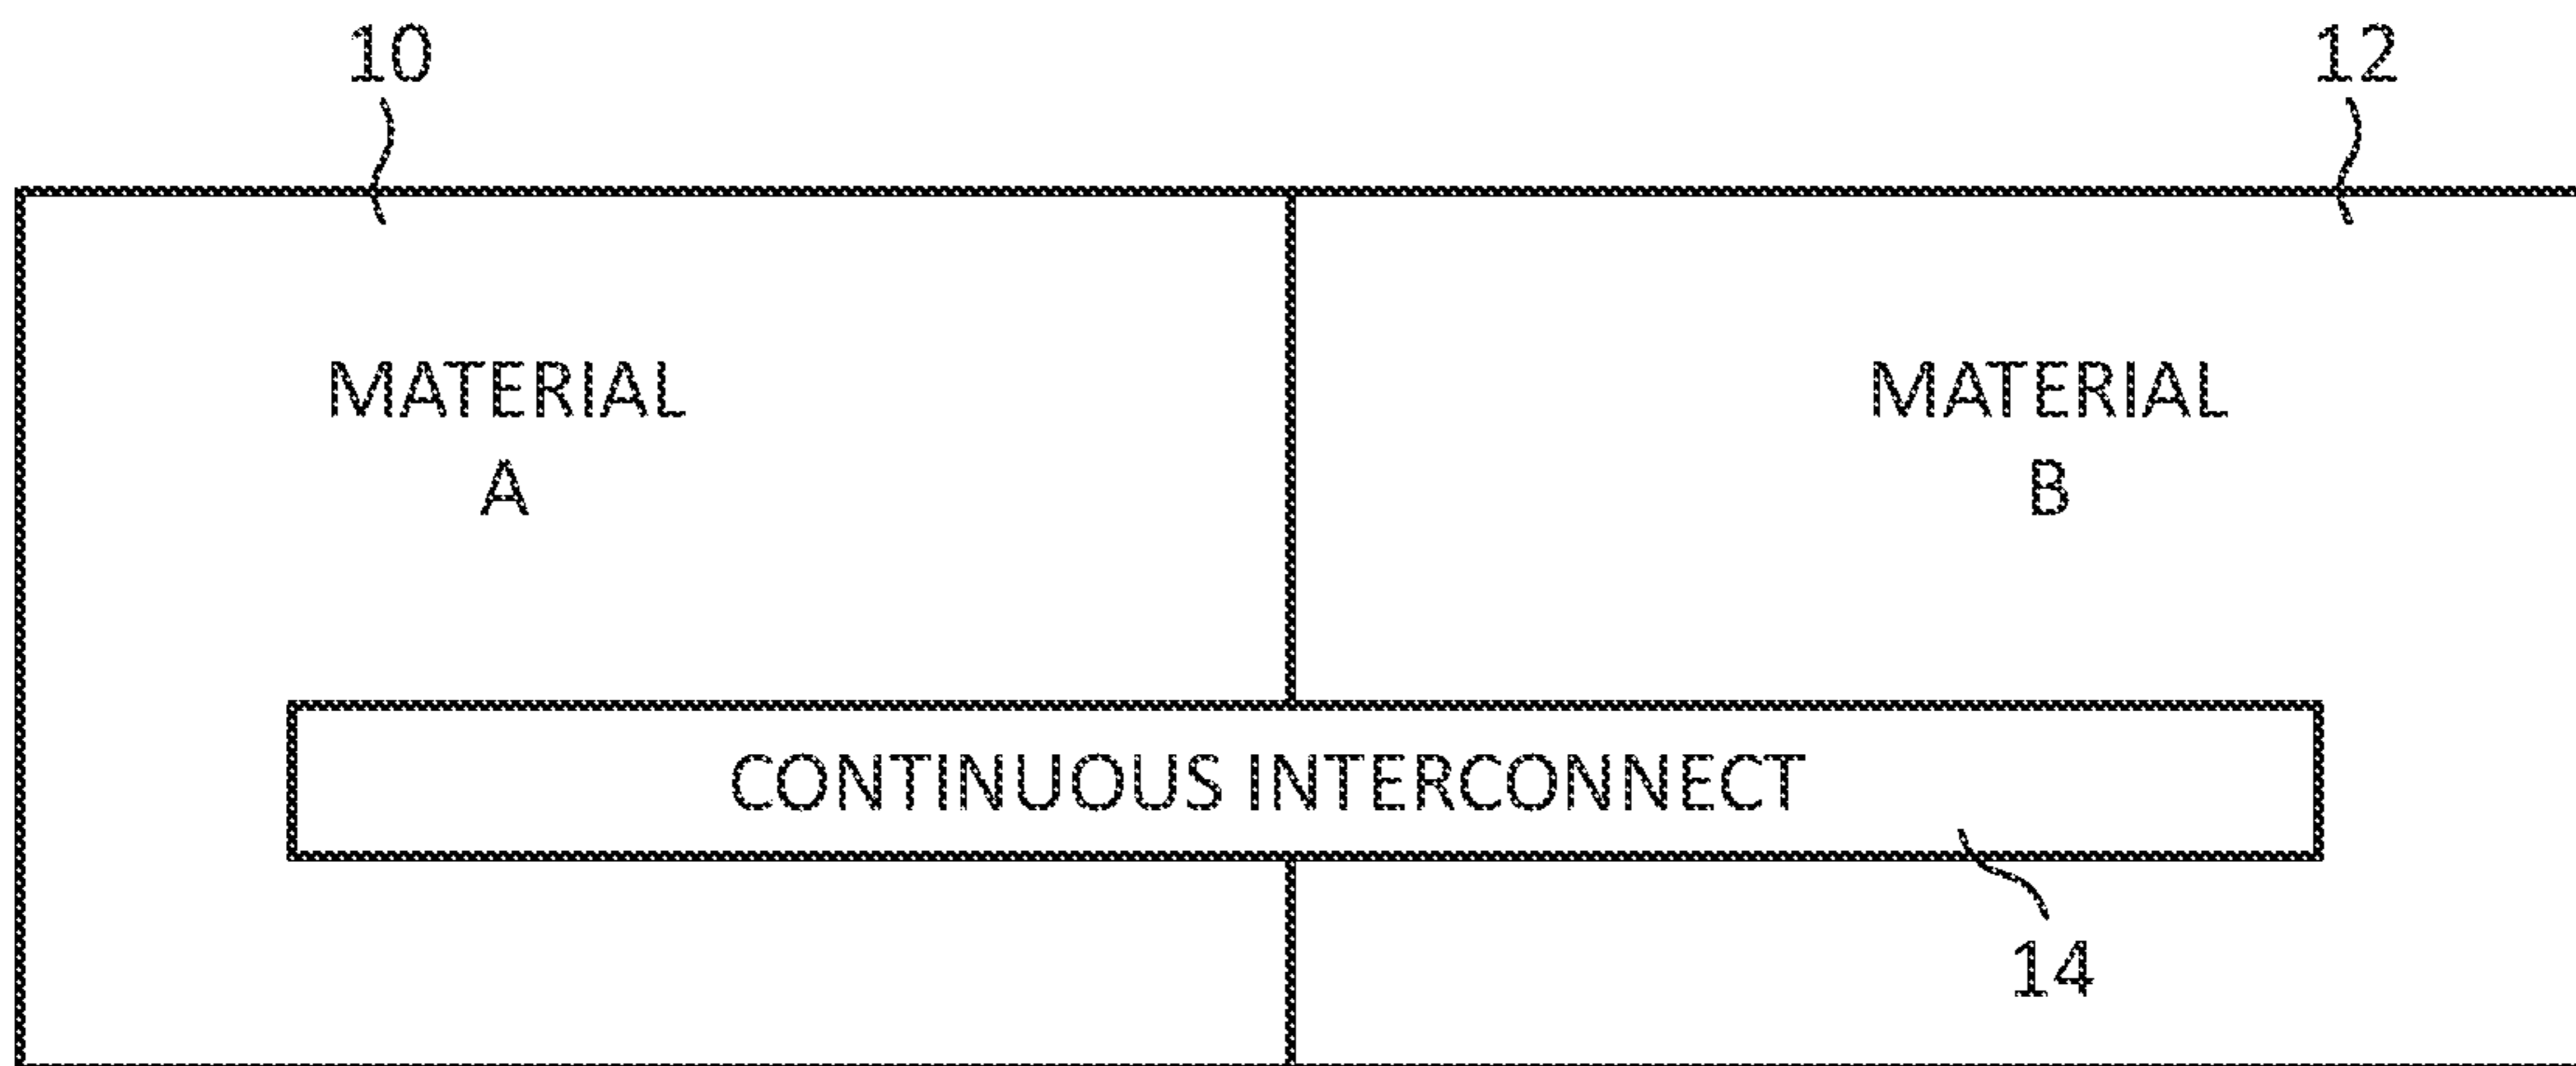 10
12
MATERIAL
A
MATERIAL
B
CONTINUOUS INTERCONNECT
14